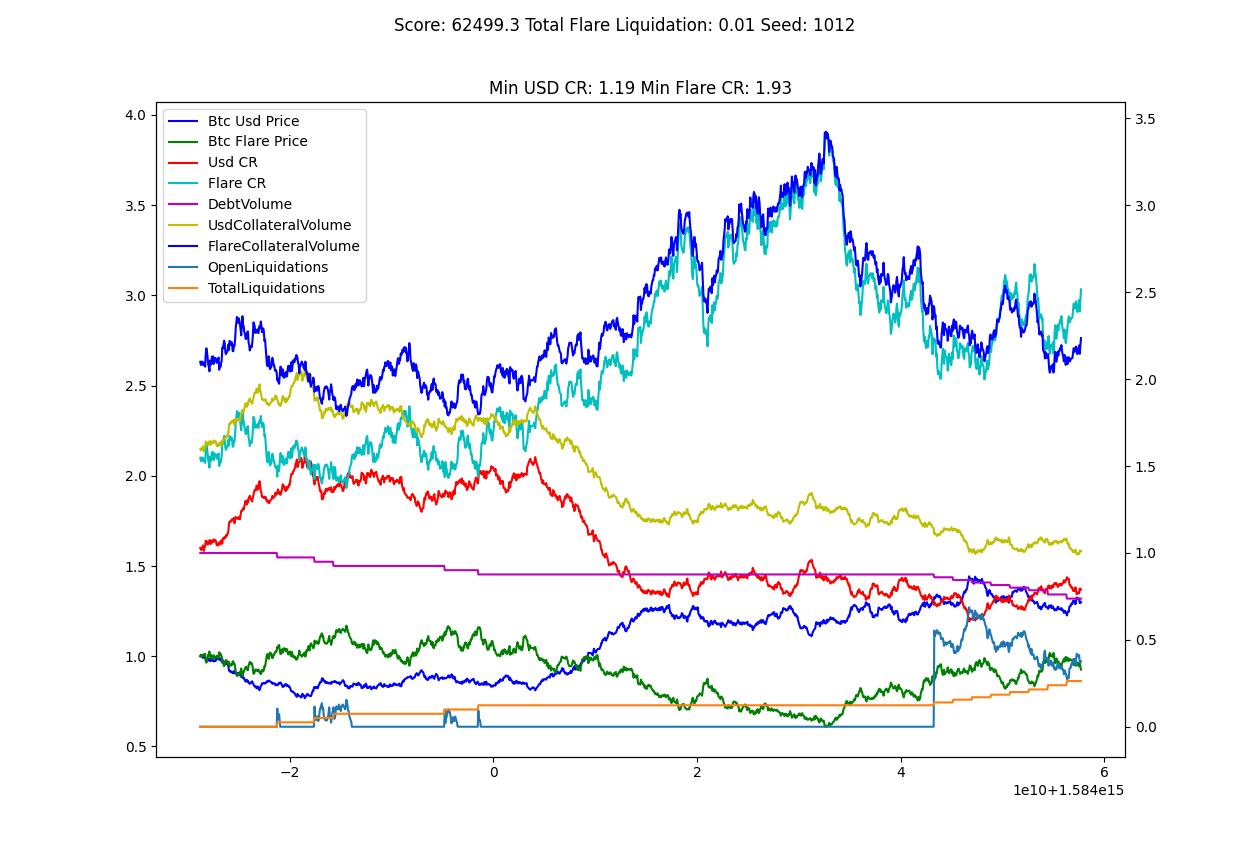 Score: 62499.3 Total Flare Liquidation: 0.01 Seed: 1012
Min USD CR: 1.19 Min Flare CR: 1.93
Btc Usd Price
Btc Flare Price
Usd CR
Flare CR
DebtVolume
UsdCollateralVolume
FlareCollateralVolume
OpenLiquidations
TotalLiquidations
4.0
3.5
3.0
2.5
2.0
1.5
1.0
0.5
3.5
3.0
2.5
2.0
1.5
1.0
0.5
0.0
−2 0 2 4 6
1e10+1.584e15